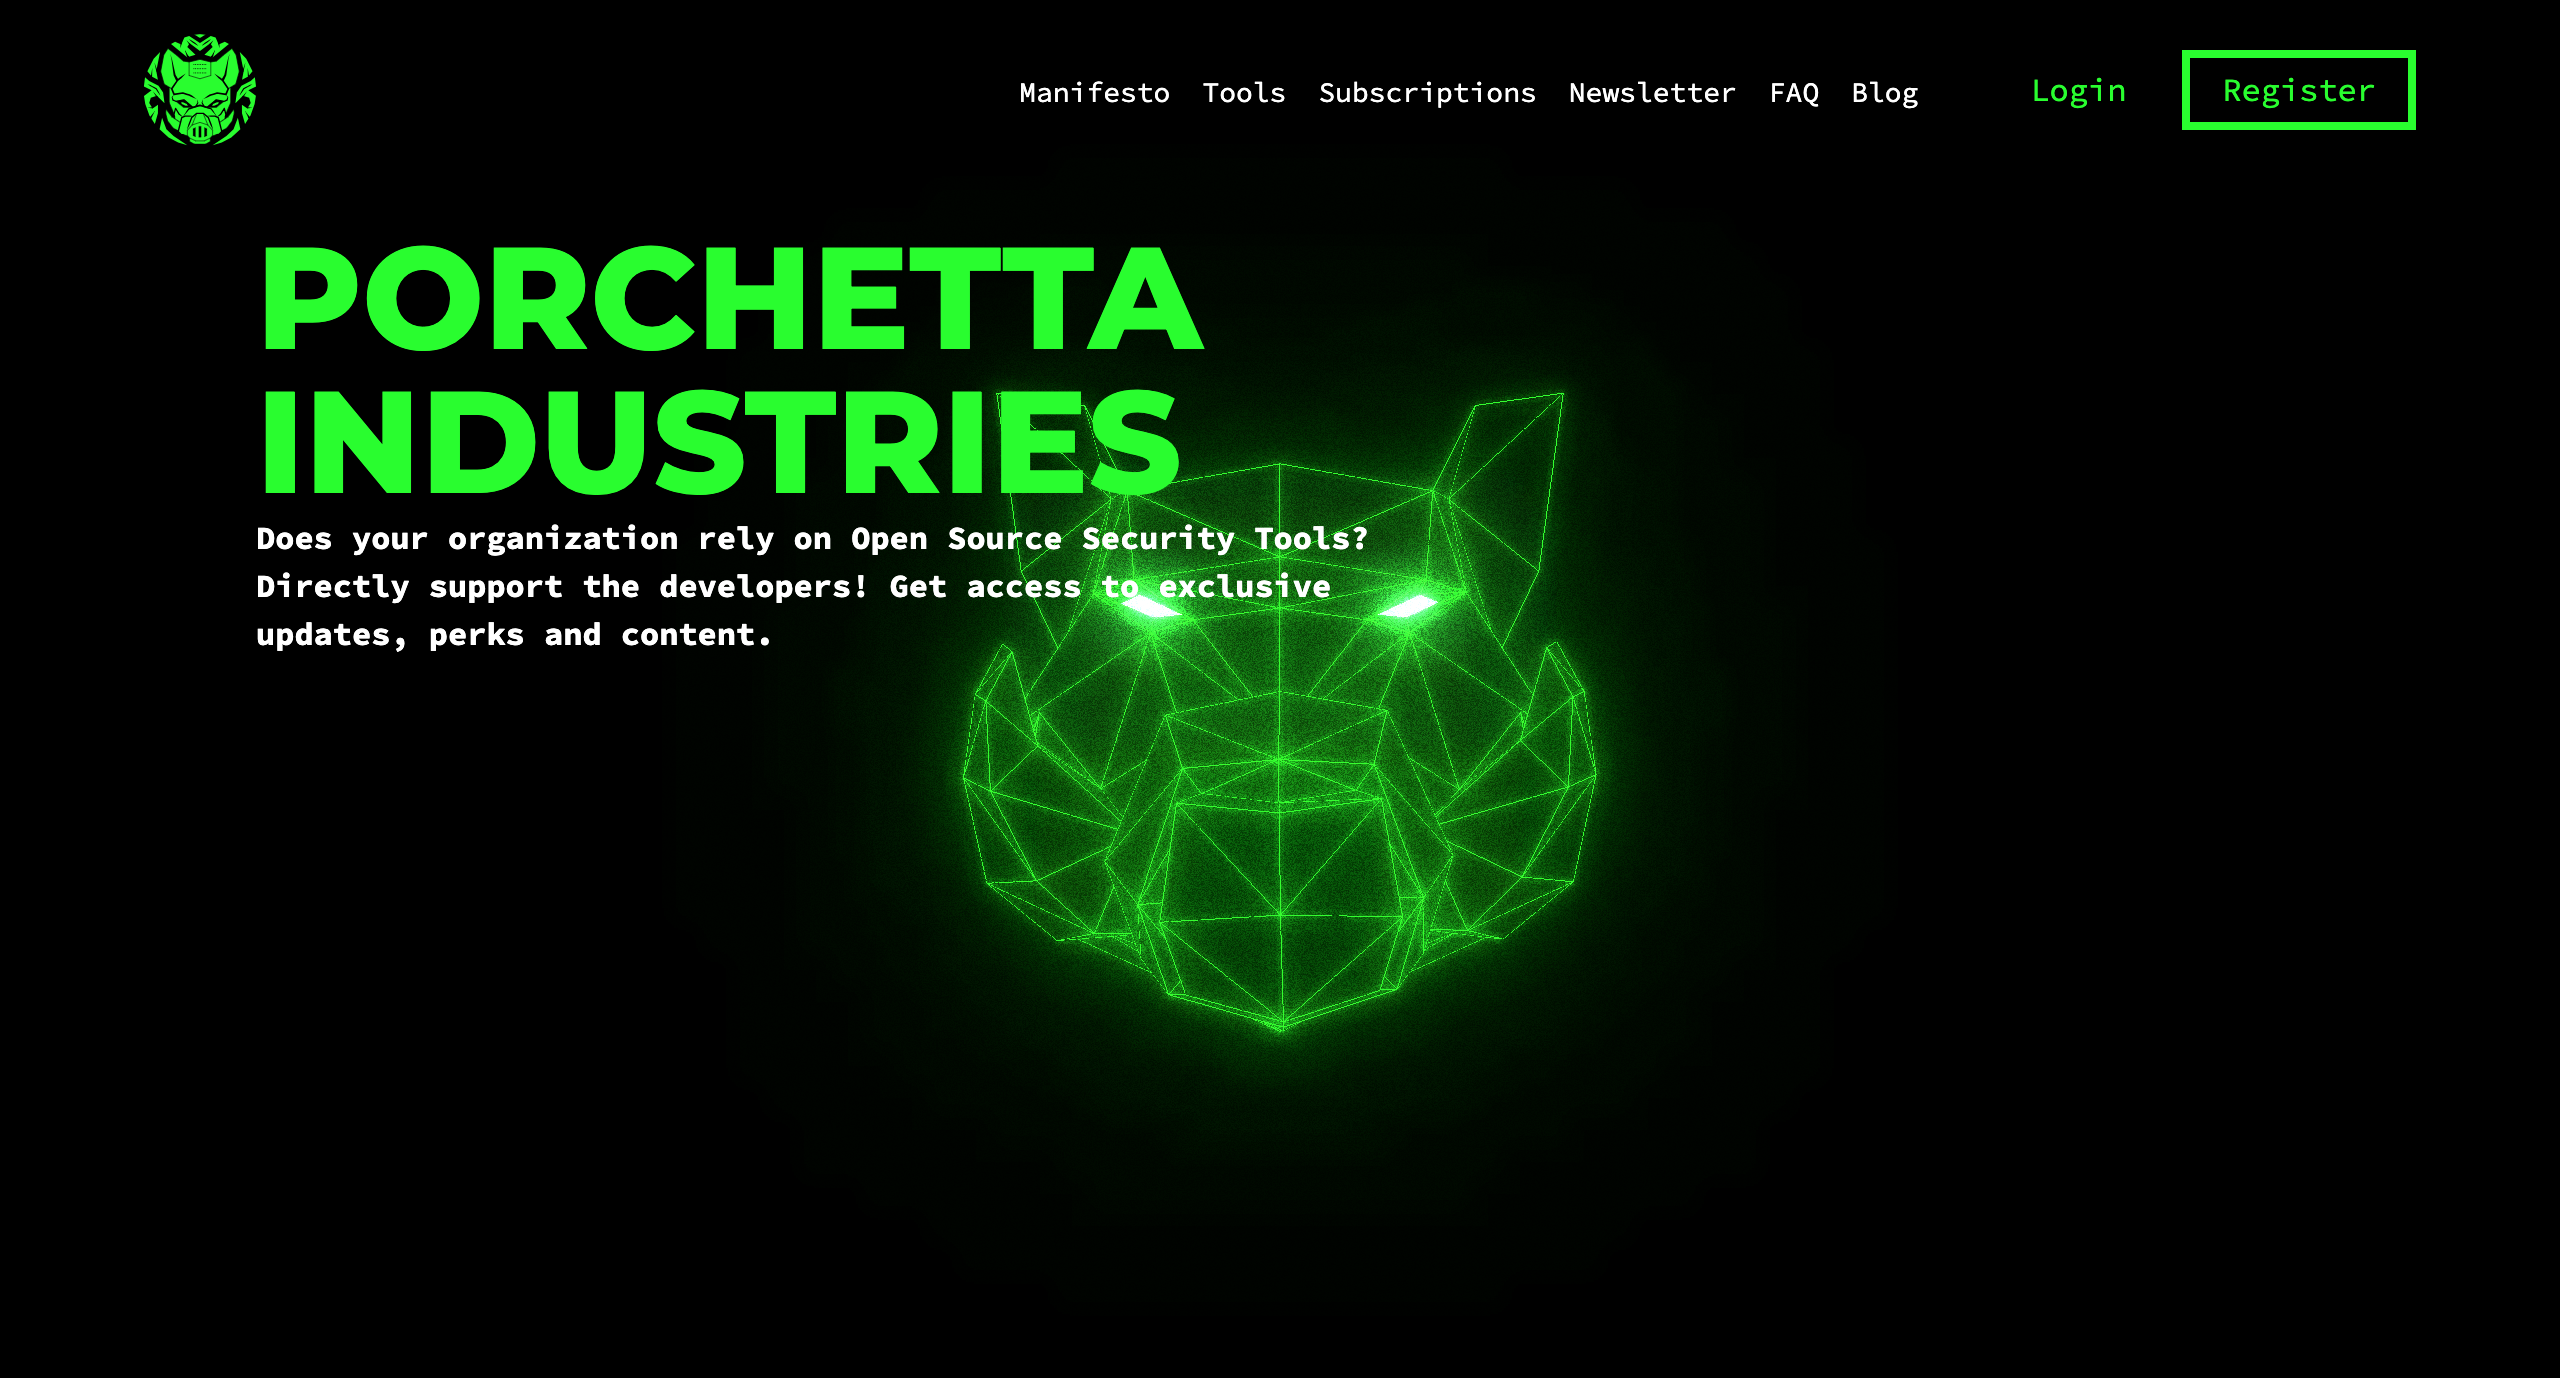 Manifesto Tools Subscriptions Newsletter FAQ Blog Login Register
PORCHETTA
INDUSTRIES
Does your organization rely on Open Source Security Tools?
Directly support the developers! Get access to exclusive
updates, perks and content.